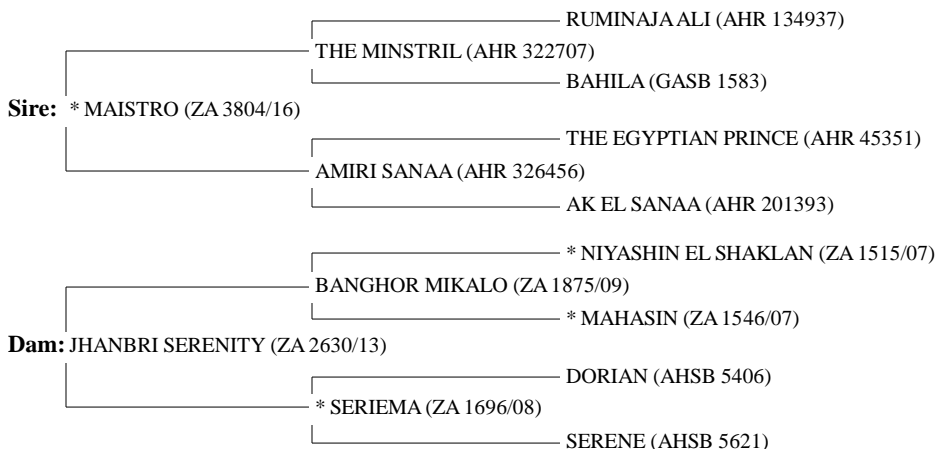 RUMINAJA ALI (AHR 134937)
THE MINSTRIL (AHR 322707)
BAHILA (GASB 1583)
Sire: * MAISTRO (ZA 3804/16)
THE EGYPTIAN PRINCE (AHR 45351)
AMIRI SANAA (AHR 326456)
AK EL SANAA (AHR 201393)
* NIYASHIN EL SHAKLAN (ZA 1515/07)
BANGHOR MIKALO (ZA 1875/09)
* MAHASIN (ZA 1546/07)
Dam: JHANBRI SERENITY (ZA 2630/13)
DORIAN (AHSB 5406)
* SERIEMA (ZA 1696/08)
SERENE (AHSB 5621)